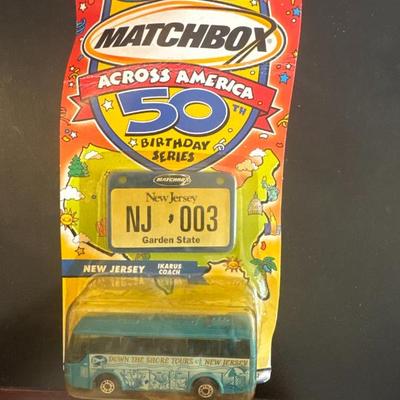 MATCHBOX
ACROSS AMERICA
50TH
BIRTHDAY
SERIES
MATCHBOX
New Jersey
NJ 003
Garden State
NEW JERSEY
IKARUS
COACH
DOWN THE SHORE TOURS of NEW JERSEY